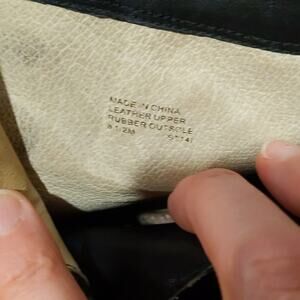 MADE IN CHINA
LEATHER UPPER
RUBBER OUTSOLE
8 1/2M